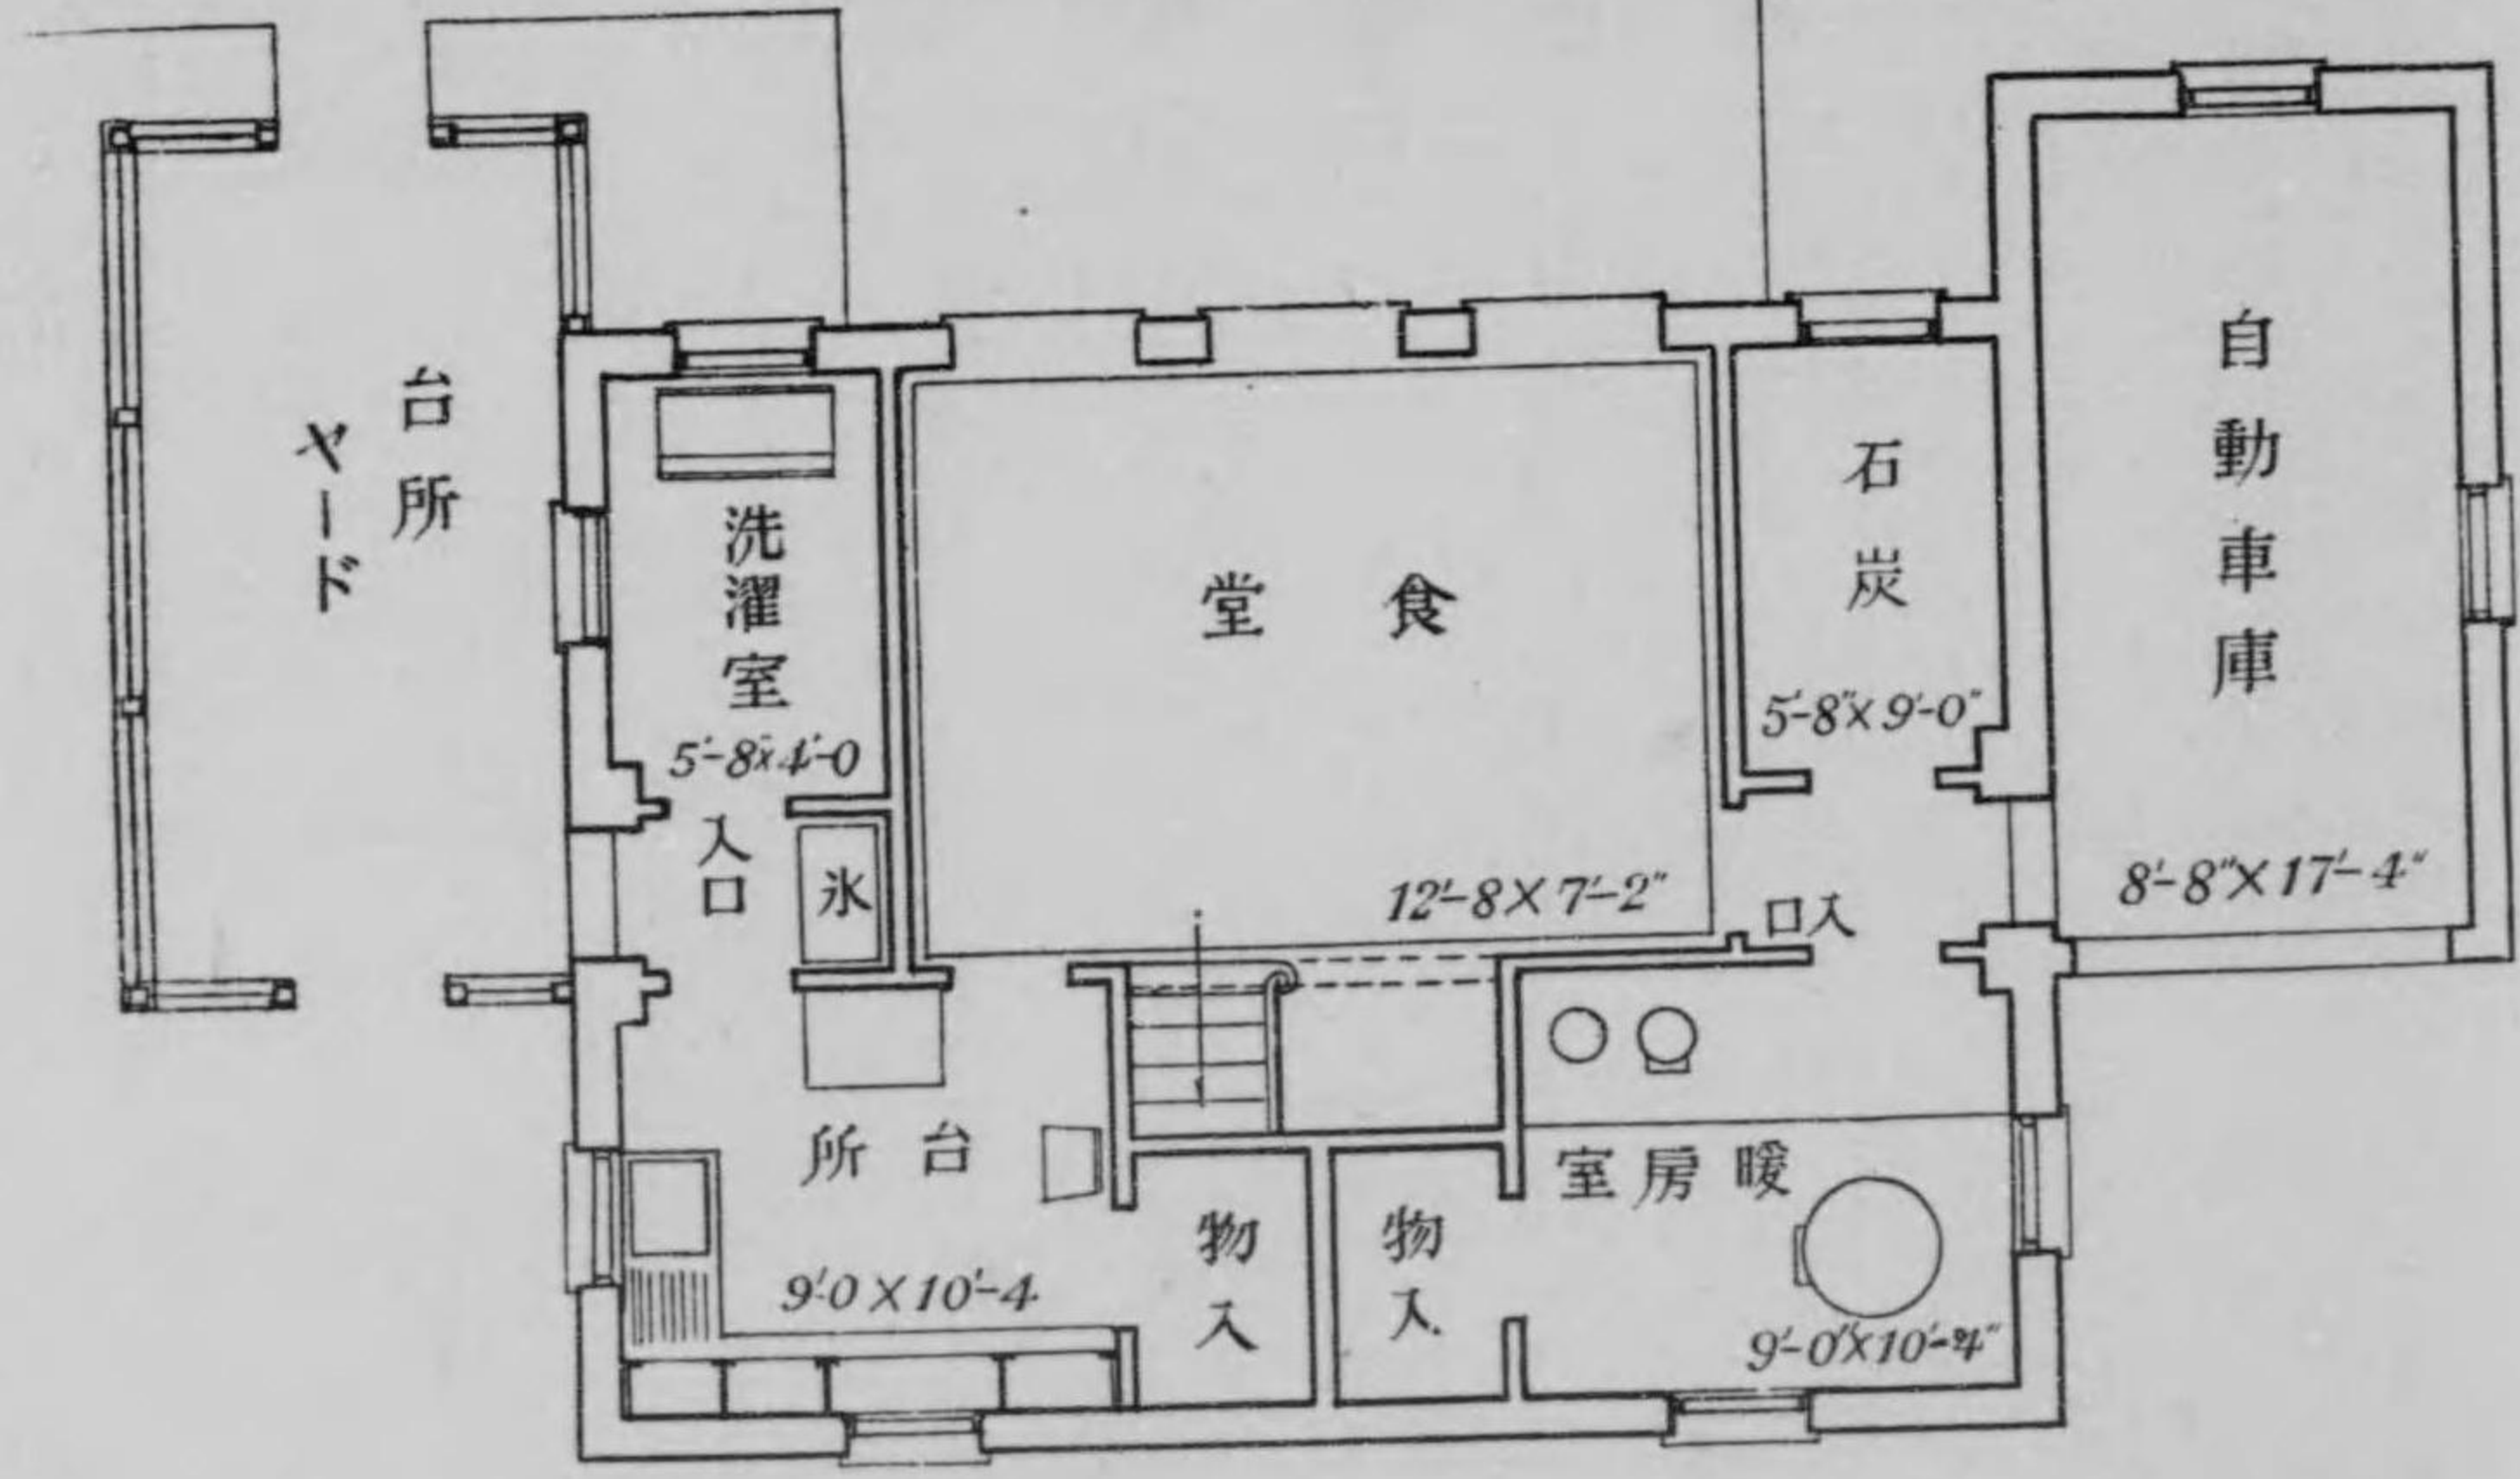 台所
ヤード
洗濯室
5'-8"×4'-0
入口
氷
食堂
12'-8×7'-2"
石炭
5'-8"×9'-0"
入口
自動車庫
8'-8"×17'-4"
台所
9'-0×10'-4
物入
物入
暖房室
9'-0"×10'-4"